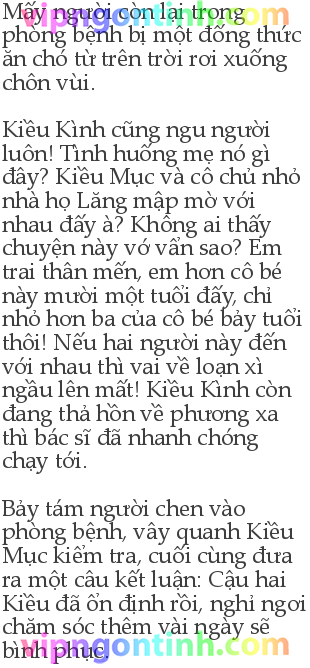 Mấy người còn lại trong
phòng bệnh bị một đống thức
ăn chó từ trên trời rơi xuống
chôn vùi.
Kiều Kình cũng ngu người
luôn! Tình huống mẹ nó gì
đây? Kiều Mục và cô chủ nhỏ
nhà họ Lăng mập mờ với
nhau đấy à? Không ai thấy
chuyện này vớ vẩn sao? Em
trai thân mến, em hơn cô bé
này mười một tuổi đấy, chỉ
nhỏ hơn ba của cô bé bảy tuổi
thôi! Nếu hai người này đến
với nhau thì vai về loạn xì
ngầu lên mất! Kiều Kình còn
đang thả hồn về phương xa
thì bác sĩ đã nhanh chóng
chạy tới.
Bảy tám người chen vào
phòng bệnh, vây quanh Kiều
Mục kiểm tra, cuối cùng đưa
ra một câu kết luận: Cậu hai
Kiều đã ổn định rồi, nghỉ ngơi
chăm sóc thêm vài ngày sẽ
bình phục.
vipngontinh.com
vipngontinh.com